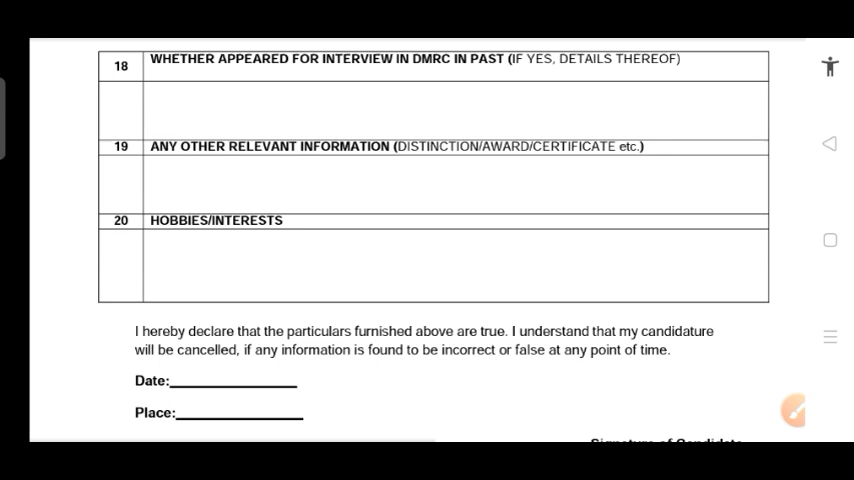 18 WHETHER APPEARED FOR INTERVIEW IN DMRC IN PAST (IF YES, DETAILS THEREOF)
19 ANY OTHER RELEVANT INFORMATION (DISTINCTION/AWARD/CERTIFICATE etc.)
20 HOBBIES/INTERESTS
I hereby declare that the particulars furnished above are true. I understand that my candidature
will be cancelled, if any information is found to be incorrect or false at any point of time.
Date:
Place:
Signature of Candidate